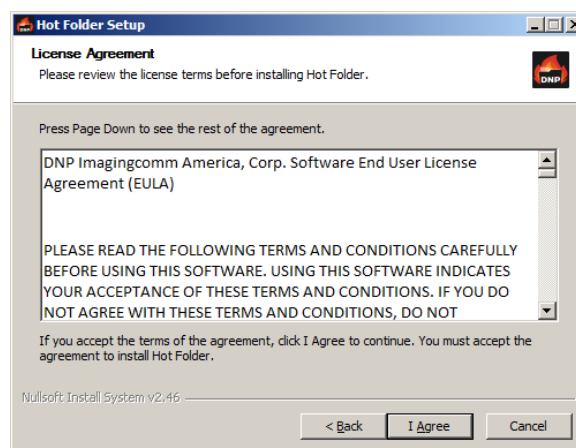 Hot Folder Setup
License Agreement
Please review the license terms before installing Hot Folder.
DNP
Press Page Down to see the rest of the agreement.
DNP Imagingcomm America, Corp. Software End User License
Agreement (EULA)
PLEASE READ THE FOLLOWING TERMS AND CONDITIONS CAREFULLY
BEFORE USING THIS SOFTWARE. USING THIS SOFTWARE INDICATES
YOUR ACCEPTANCE OF THESE TERMS AND CONDITIONS. IF YOU DO
NOT AGREE WITH THESE TERMS AND CONDITIONS, DO NOT
If you accept the terms of the agreement, click I Agree to continue. You must accept the
agreement to install Hot Folder.
Nullsoft Install System v2.46
< Back
I Agree
Cancel